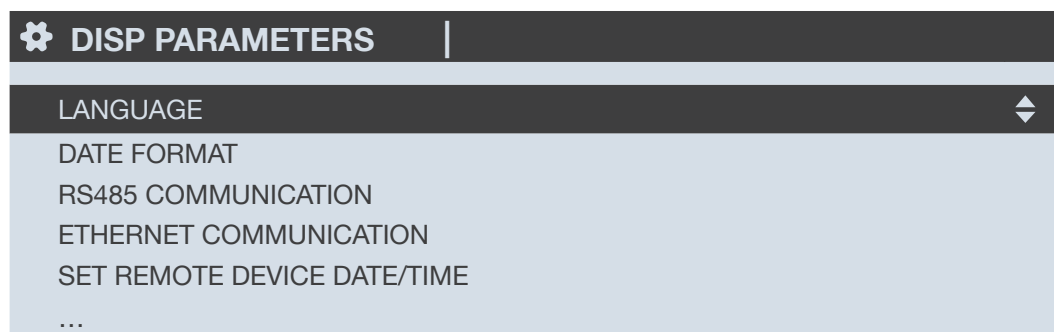 DISP PARAMETERS
LANGUAGE
DATE FORMAT
RS485 COMMUNICATION
ETHERNET COMMUNICATION
SET REMOTE DEVICE DATE/TIME
…